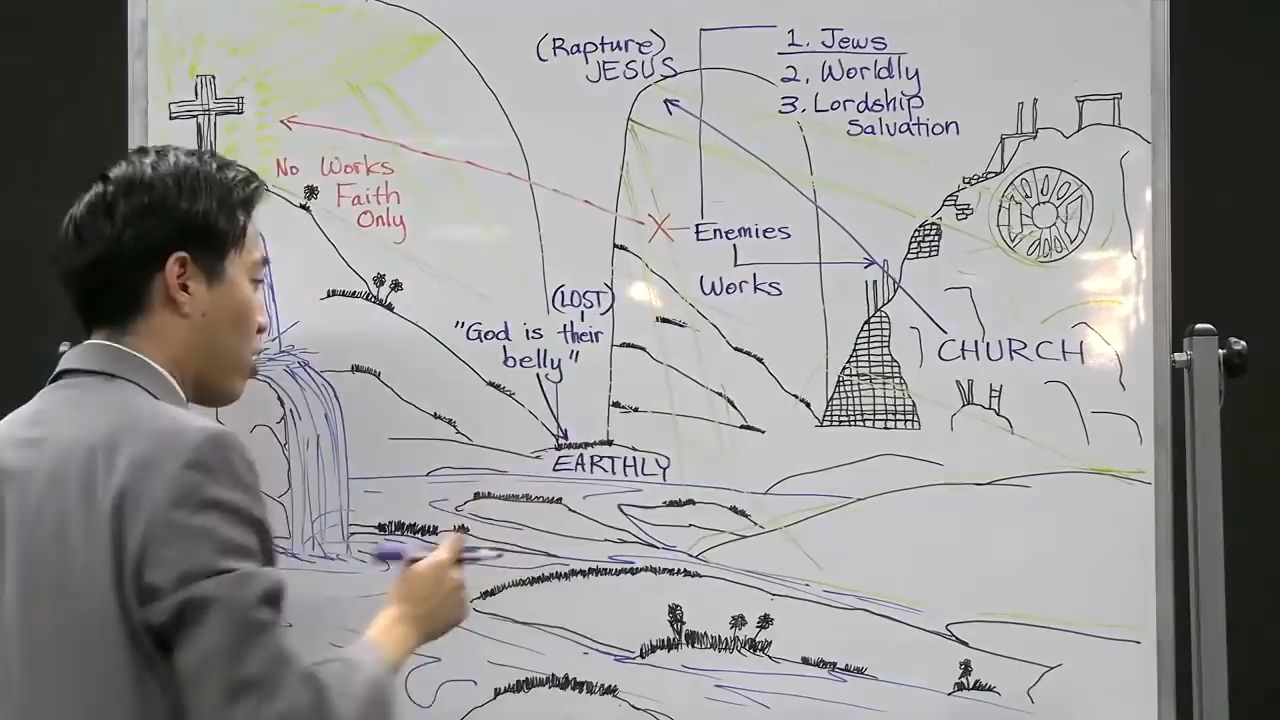 (Rapture)
JESUS
1. Jews
2. Worldly
3. Lordship
Salvation
No Works
Faith
Only
X
Enemies
Works
(LOST)
"God is their
belly"
CHURCH
EARTHLY